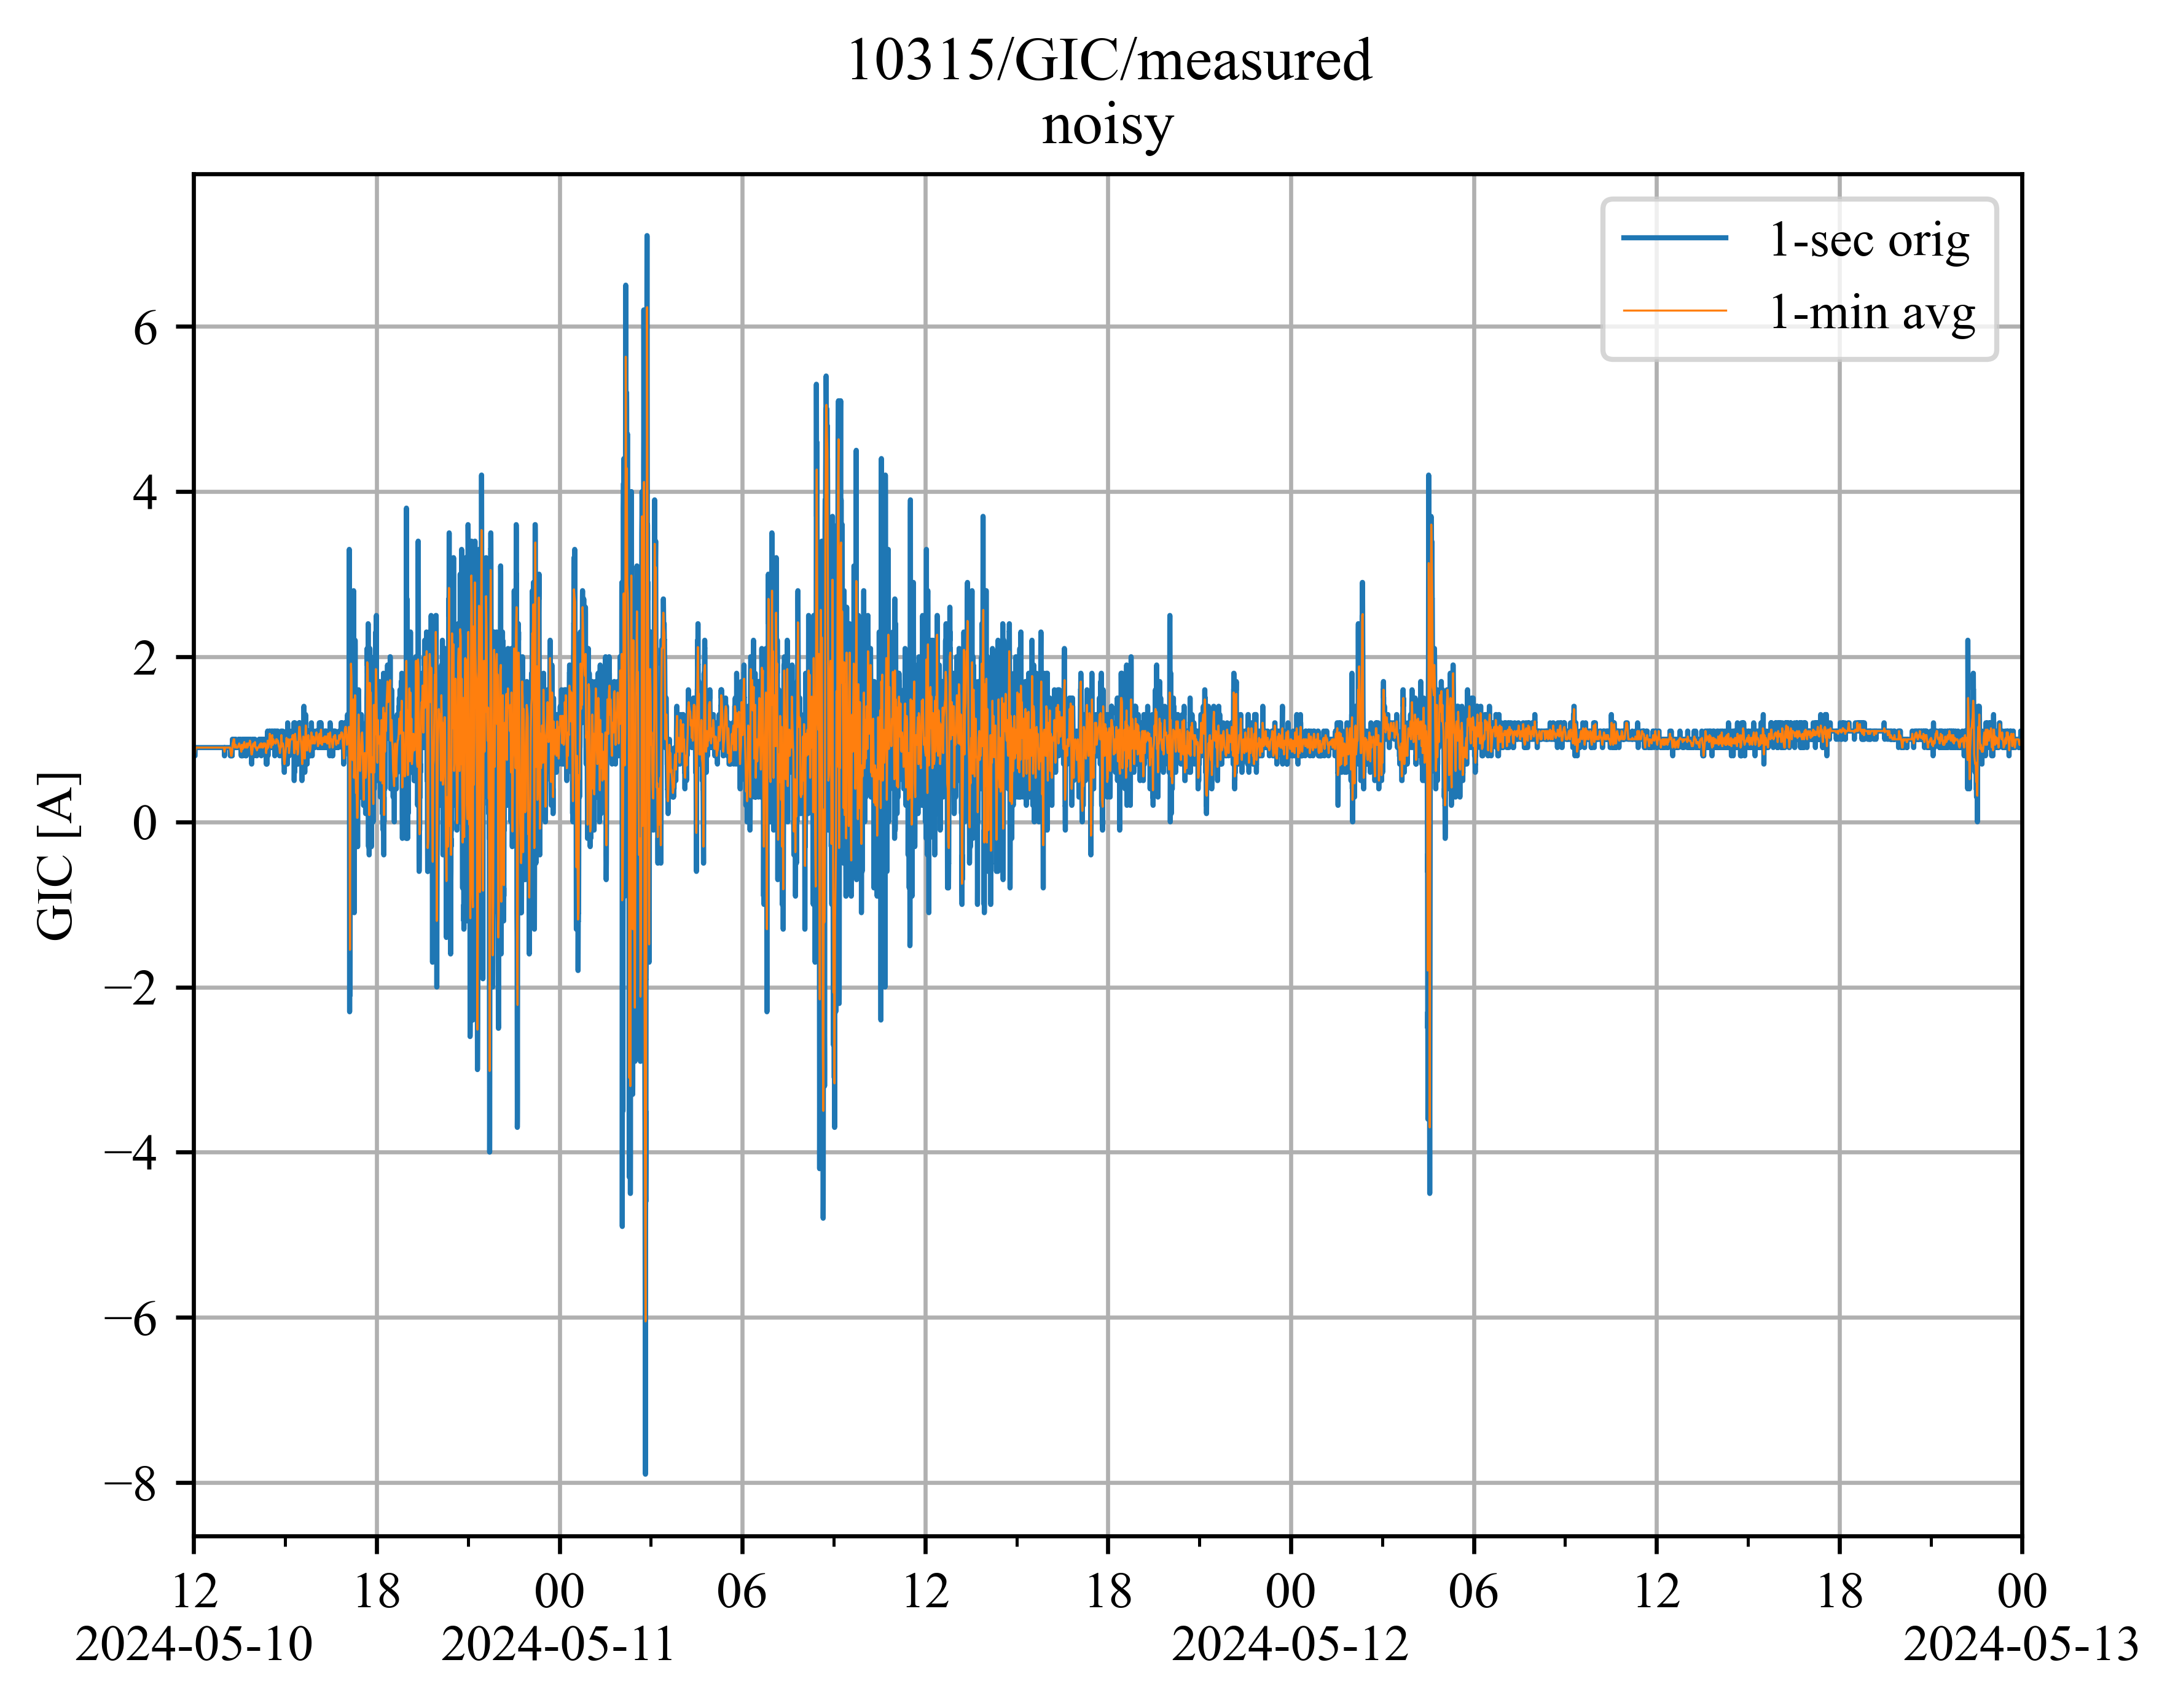 10315/GIC/measured
noisy
1-sec orig
1-min avg
GIC [A]
6
4
2
0
−2
−4
−6
−8
12 18 00 06 12 18 00 06 12 18 00
2024-05-10 2024-05-11 2024-05-12 2024-05-13